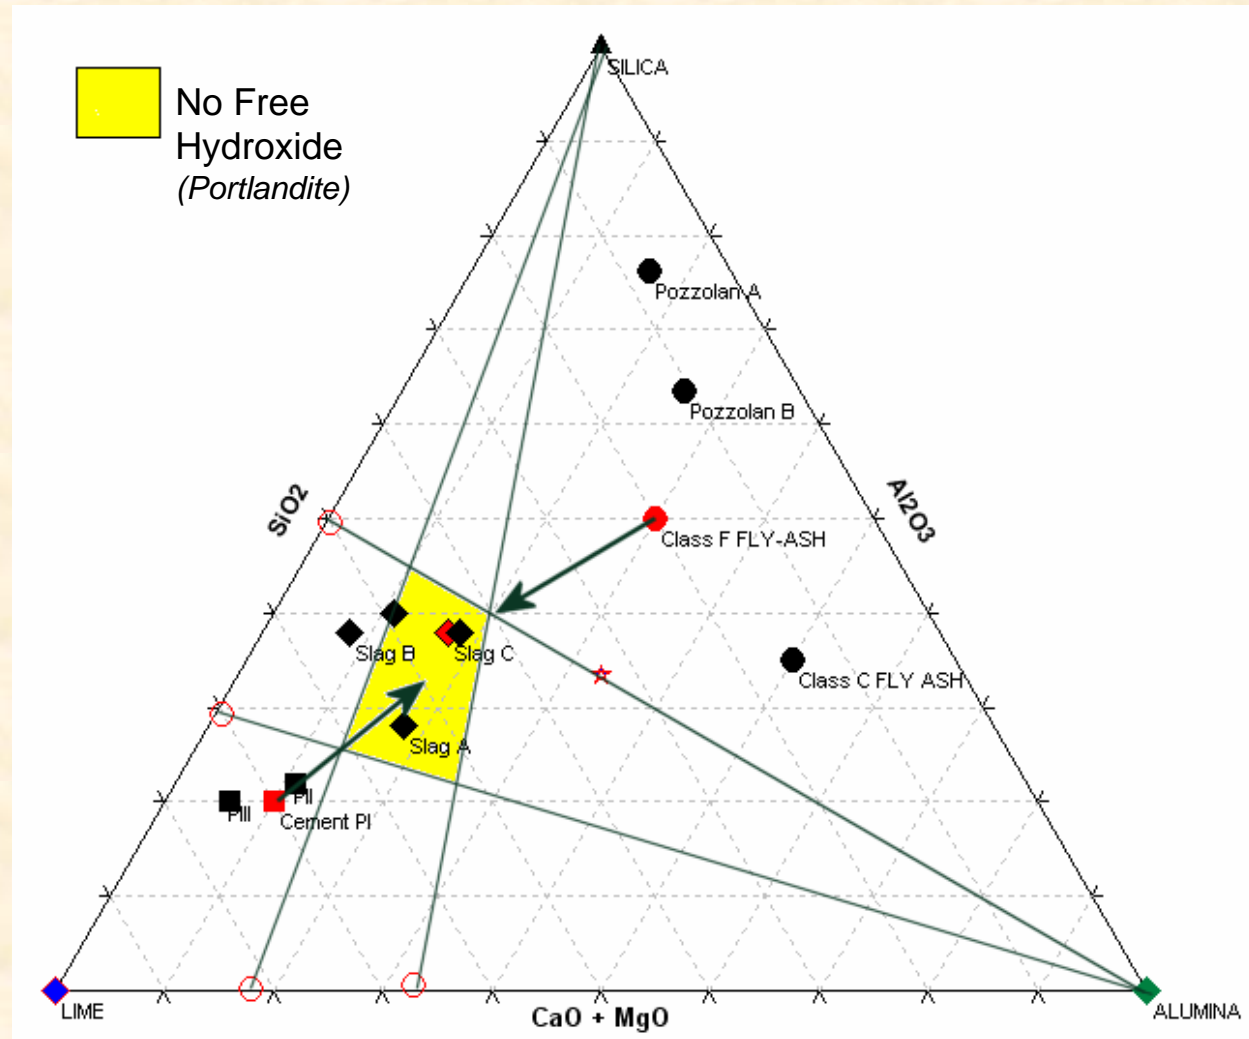 SILICA
No Free
Hydroxide
(Portlandite)
Pozzolan A
Pozzolan B
SiO2
Al2O3
Class F FLY-ASH
Slag B
Slag C
Class C FLY ASH
Slag A
PII
PIII
Cement PI
LIME
CaO + MgO
ALUMINA